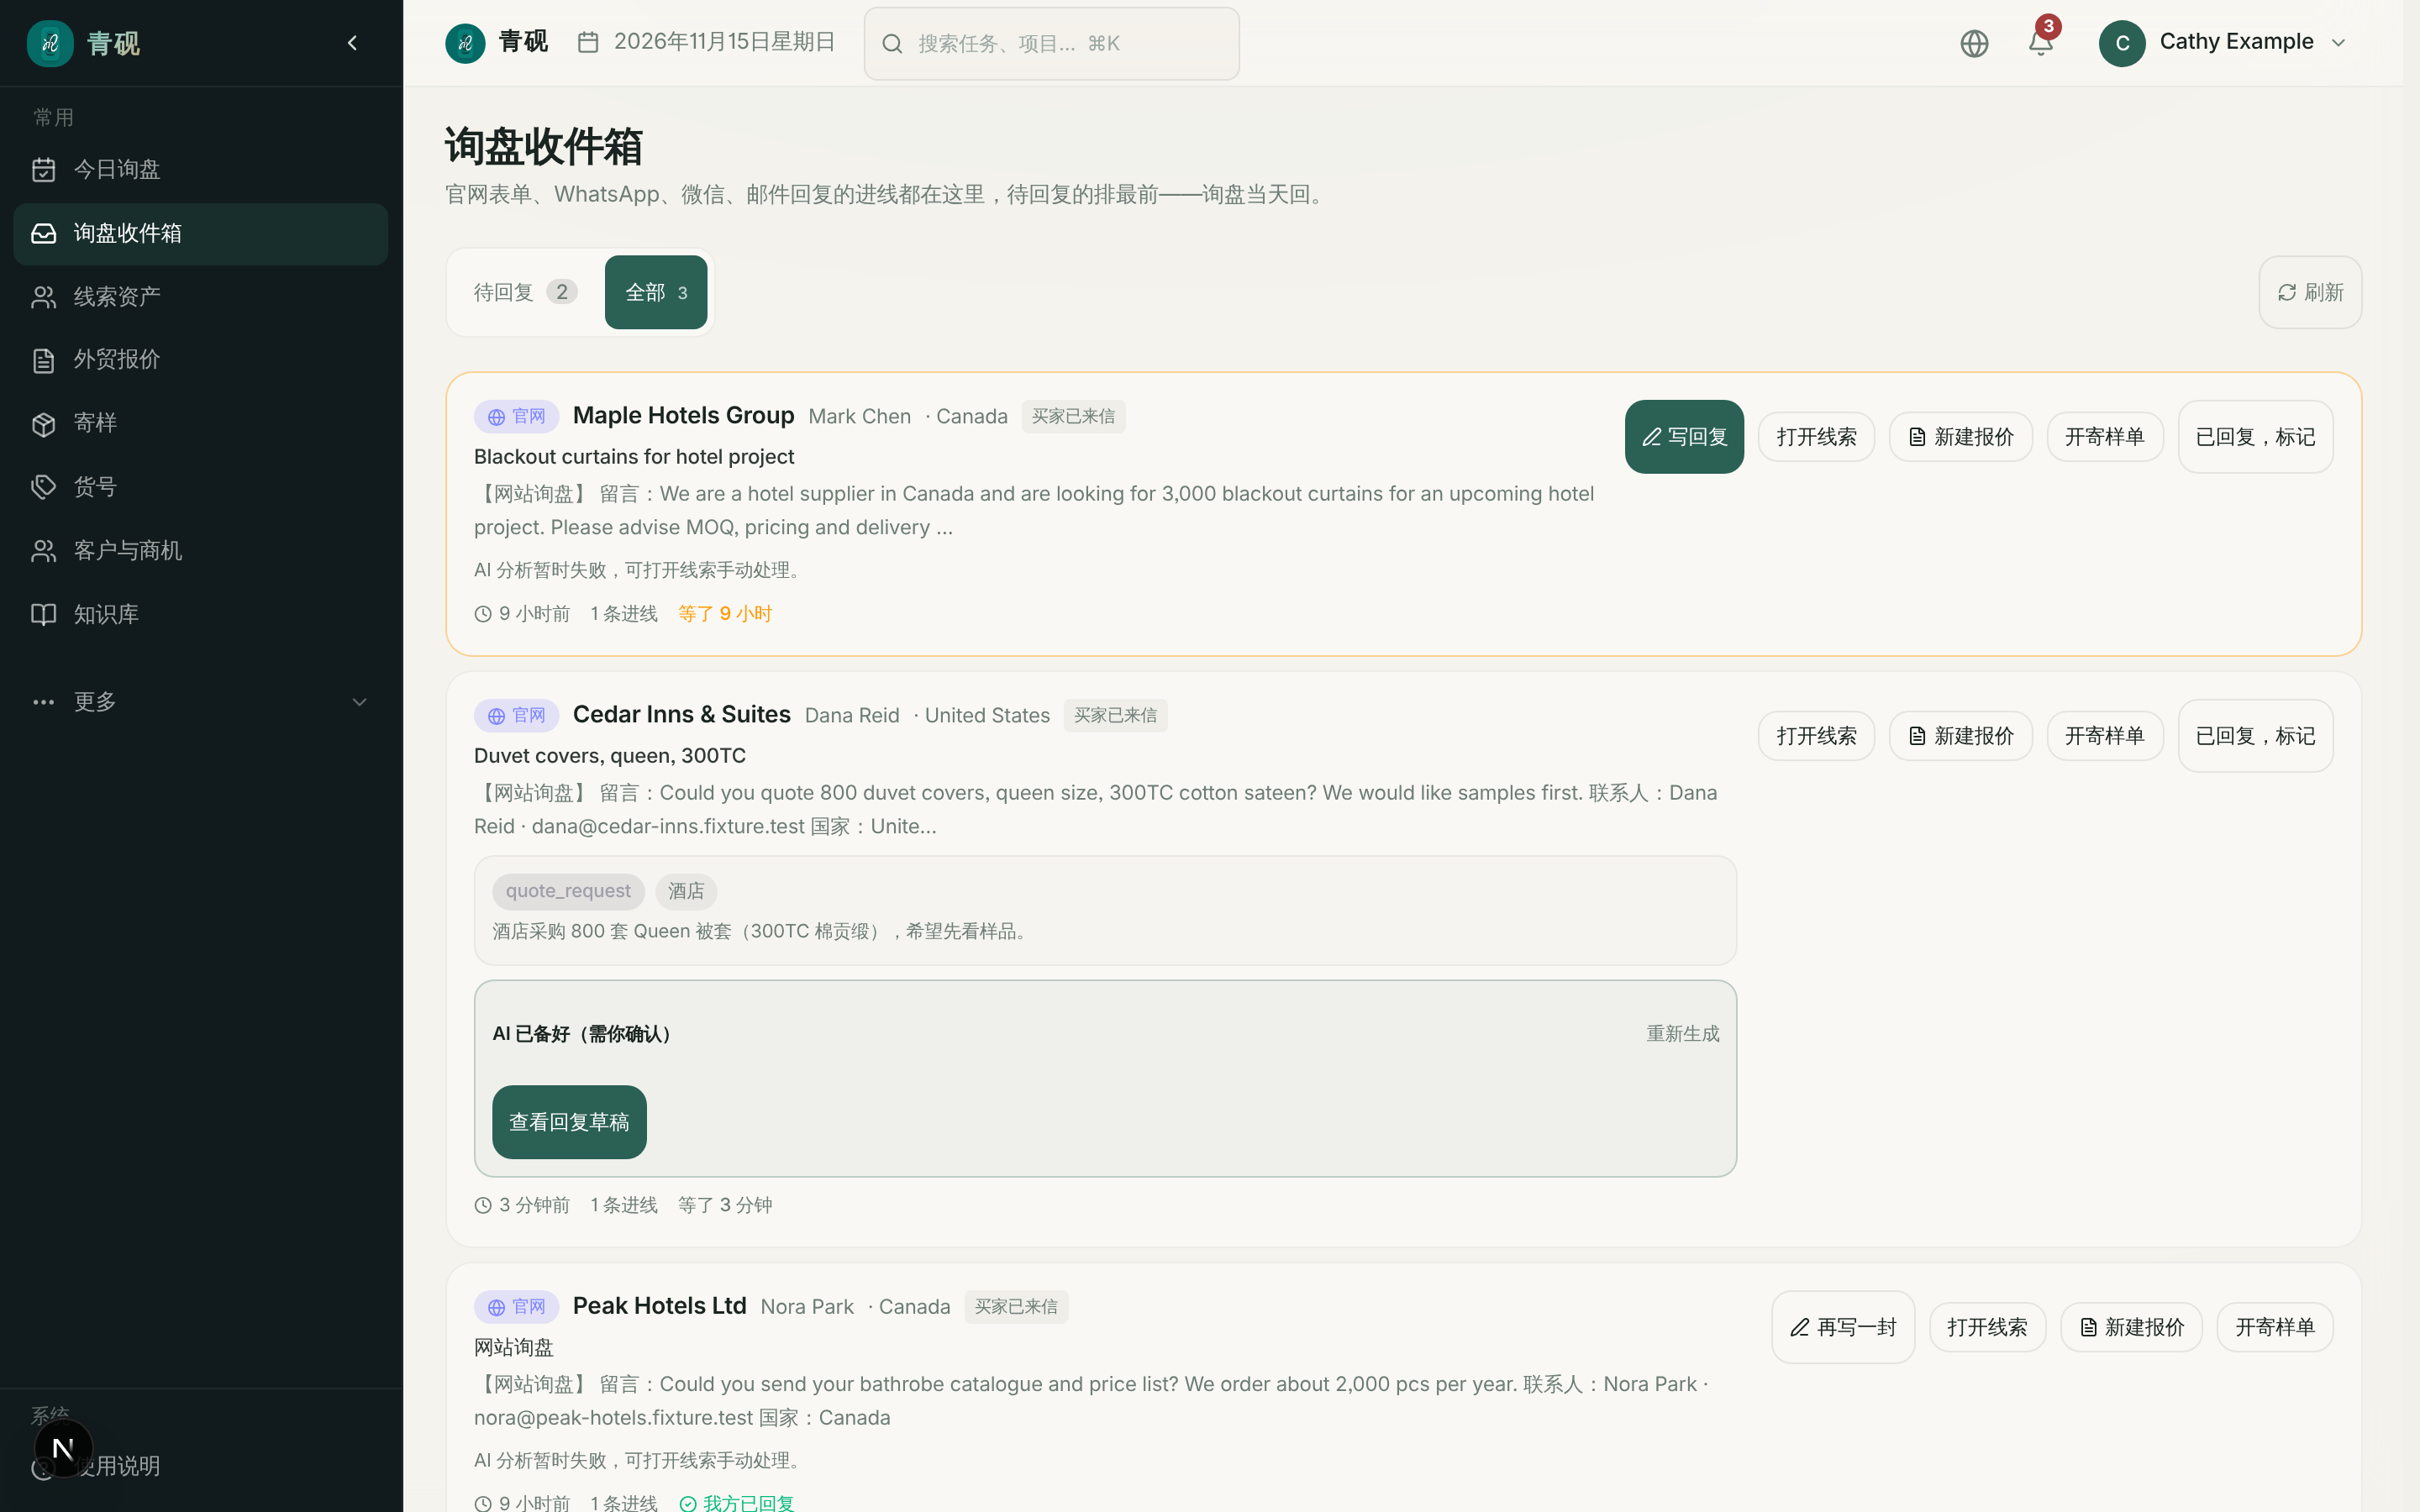 青砚
常用
今日询盘
询盘收件箱
线索资产
外贸报价
寄样
货号
客户与商机
知识库
更多
系统
N
使用说明
青砚 2026年11月15日星期日 搜索任务、项目... ⌘K 3 C Cathy Example
询盘收件箱
官网表单、WhatsApp、微信、邮件回复的进线都在这里，待回复的排最前——询盘当天回。
待回复 2 全部 3 刷新
官网 Maple Hotels Group Mark Chen · Canada 买家已来信 写回复 打开线索 新建报价 开寄样单 已回复，标记
Blackout curtains for hotel project
【网站询盘】 留言：We are a hotel supplier in Canada and are looking for 3,000 blackout curtains for an upcoming hotel
project. Please advise MOQ, pricing and delivery ...
AI 分析暂时失败，可打开线索手动处理。
9 小时前 1 条进线 等了 9 小时
官网 Cedar Inns & Suites Dana Reid · United States 买家已来信 打开线索 新建报价 开寄样单 已回复，标记
Duvet covers, queen, 300TC
【网站询盘】 留言：Could you quote 800 duvet covers, queen size, 300TC cotton sateen? We would like samples first. 联系人：Dana
Reid · dana@cedar-inns.fixture.test 国家：Unite...
quote_request 酒店
酒店采购 800 套 Queen 被套（300TC 棉贡缎），希望先看样品。
AI 已备好（需你确认） 重新生成
查看回复草稿
3 分钟前 1 条进线 等了 3 分钟
官网 Peak Hotels Ltd Nora Park · Canada 买家已来信 再写一封 打开线索 新建报价 开寄样单
网站询盘
【网站询盘】 留言：Could you send your bathrobe catalogue and price list? We order about 2,000 pcs per year. 联系人：Nora Park ·
nora@peak-hotels.fixture.test 国家：Canada
AI 分析暂时失败，可打开线索手动处理。
9 小时前 1 条进线 我方已回复